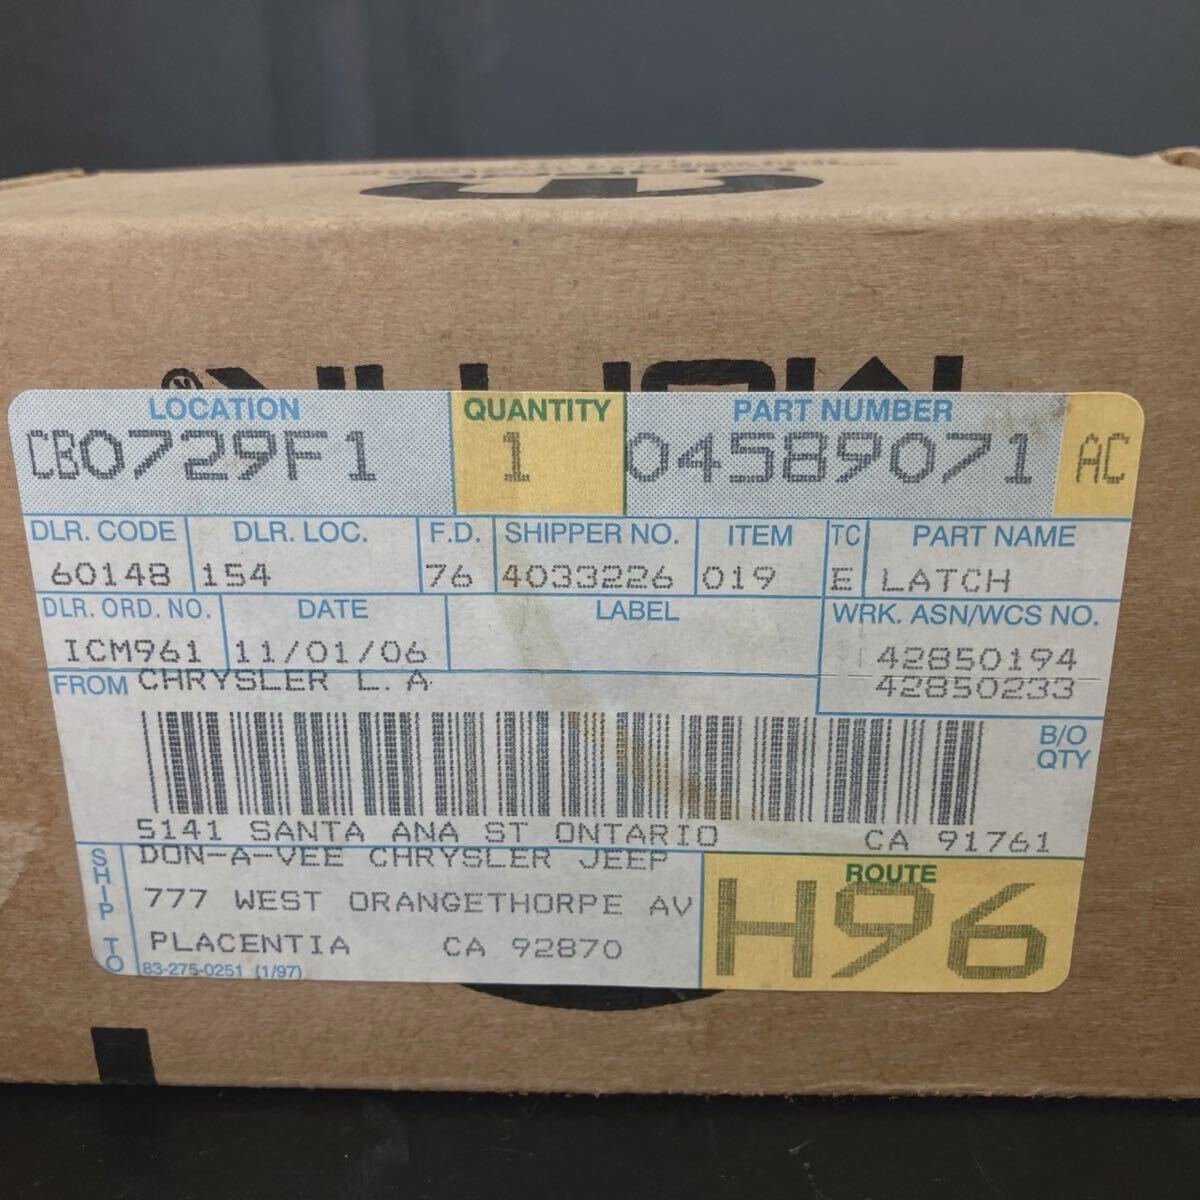 LOCATION QUANTITY PART NUMBER
CB0729F1 1 04589071 AC
DLR. CODE DLR. LOC. F.D. SHIPPER NO. ITEM TC PART NAME
60148 154 76 4033226 019 E LATCH
DLR. ORD. NO. DATE LABEL WRK. ASN/WCS NO.
ICM961 11/01/06 42850194
FROM CHRYSLER L.A 42850233
B/O
QTY
5141 SANTA ANA ST ONTARIO CA 91761
SHIP TO
DON-A-VEE CHRYSLER JEEP
777 WEST ORANGETHORPE AV
PLACENTIA CA 92870
83-275-0251 (1/97)
ROUTE
H96